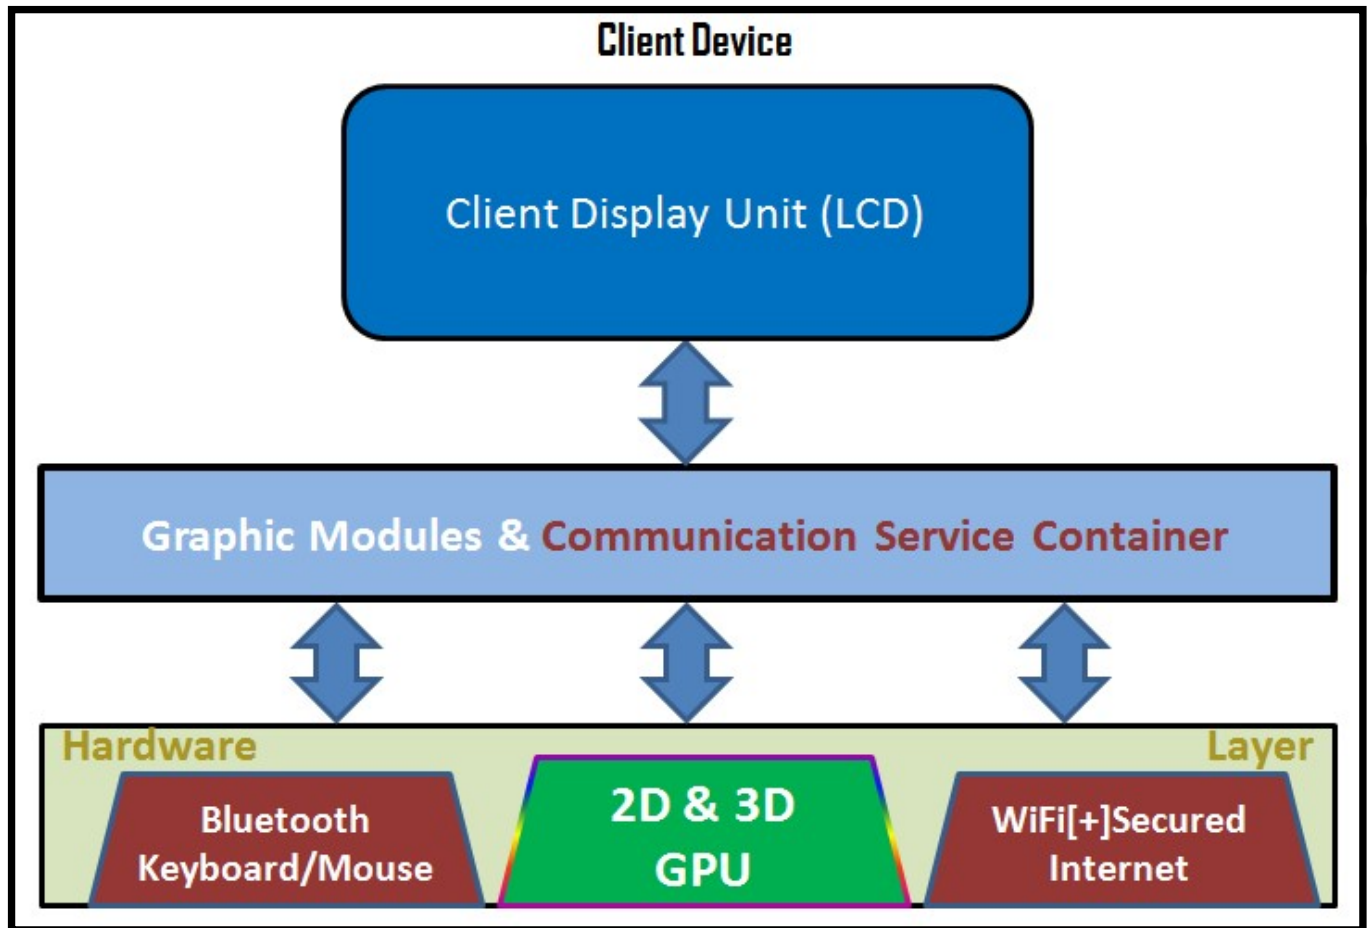 Client Device
Client Display Unit (LCD)
Graphic Modules & Communication Service Container
Hardware Layer
Bluetooth
Keyboard/Mouse
2D & 3D
GPU
WiFi[+]Secured
Internet